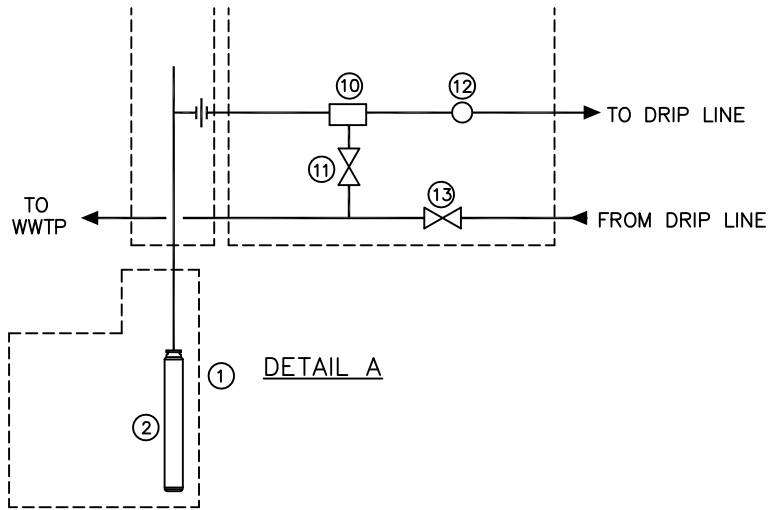 10
12
TO DRIP LINE
11
13
TO
WWTP
FROM DRIP LINE
1
DETAIL A
2